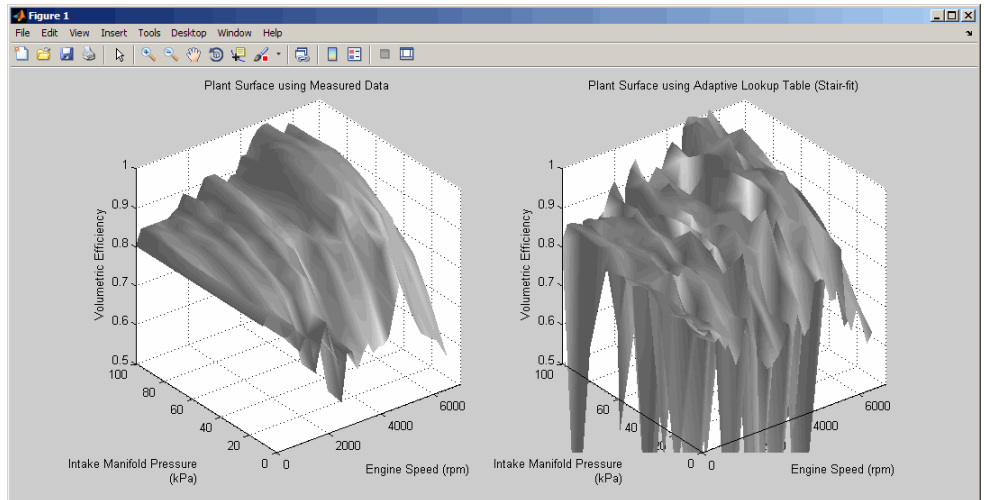 Figure 1
File Edit View Insert Tools Desktop Window Help
Plant Surface using Measured Data
1
0.9
0.8
0.7
0.6
0.5
Volumetric Efficiency
100
80
60
40
20
0
Intake Manifold Pressure
(kPa)
0
2000
4000
6000
Engine Speed (rpm)
Plant Surface using Adaptive Lookup Table (Stair-fit)
1
0.9
0.8
0.7
0.6
0.5
Volumetric Efficiency
100
60
0
Intake Manifold Pressure
(kPa)
0
4000
6000
Engine Speed (rpm)